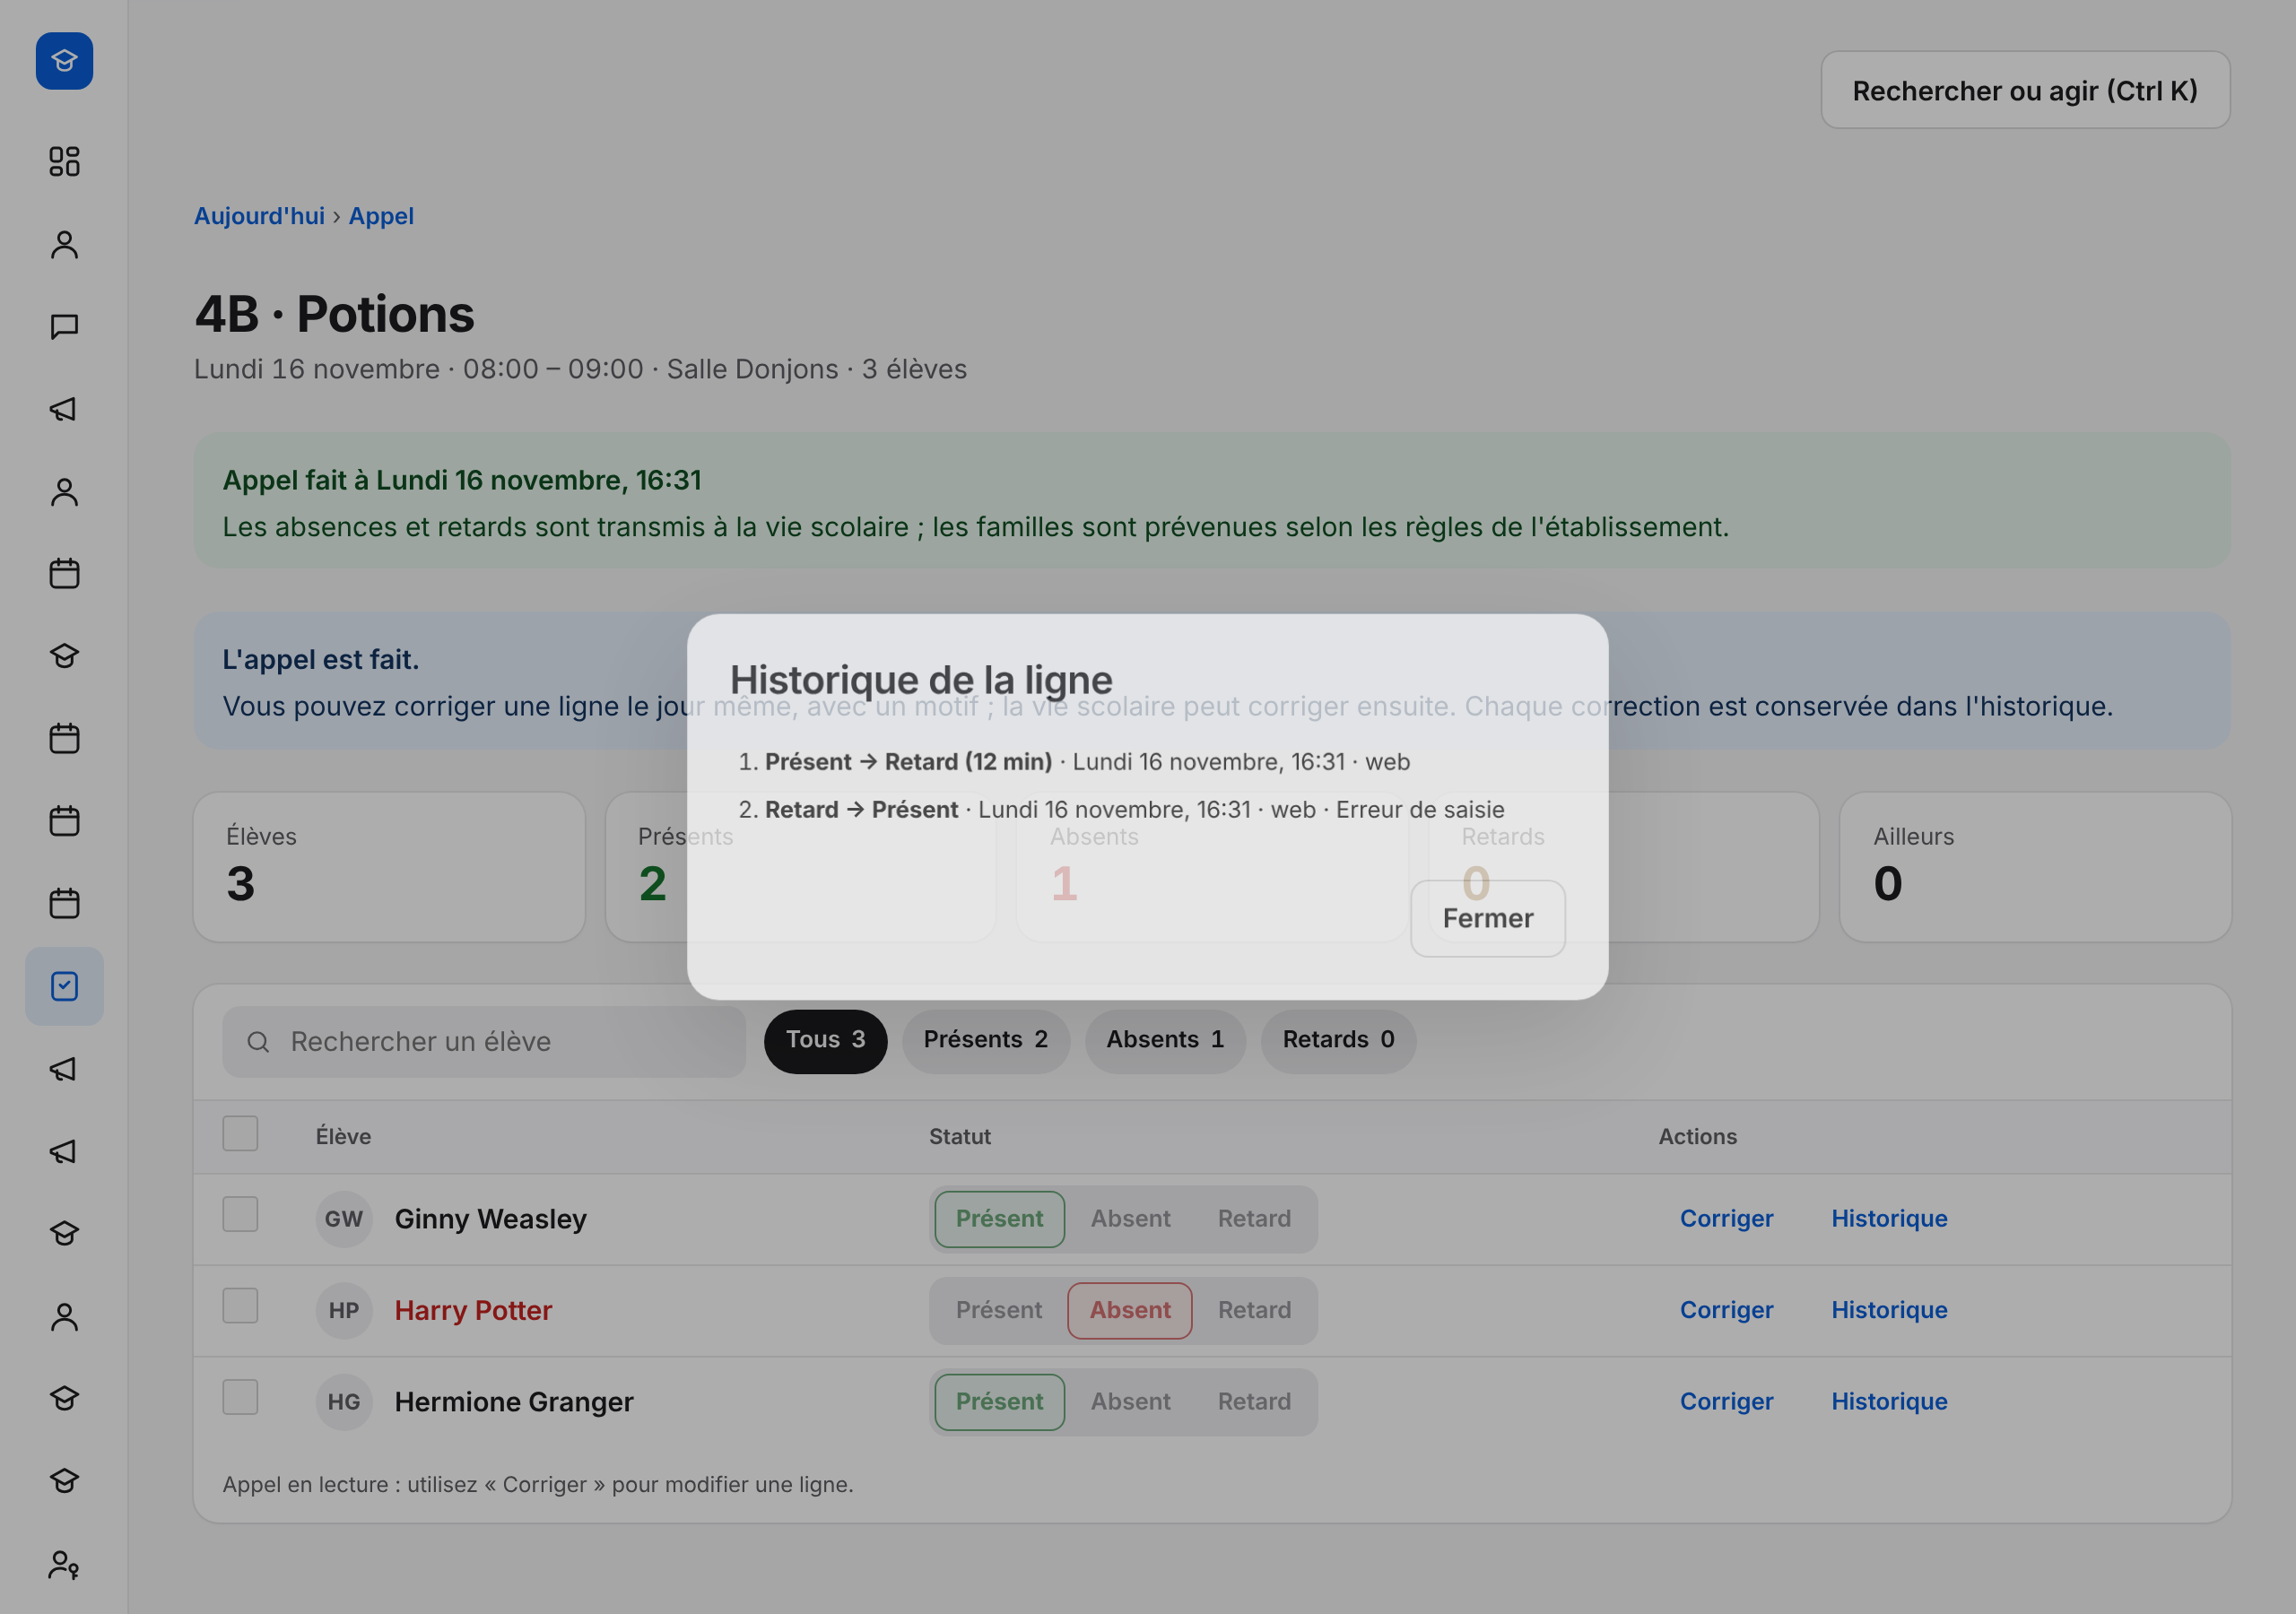 Rechercher ou agir (Ctrl K)
Aujourd'hui › Appel
4B · Potions
Lundi 16 novembre · 08:00 – 09:00 · Salle Donjons · 3 élèves
Appel fait à Lundi 16 novembre, 16:31
Les absences et retards sont transmis à la vie scolaire ; les familles sont prévenues selon les règles de l'établissement.
L'appel est fait.
Vous pouvez corriger une ligne le jour même, avec un motif ; la vie scolaire peut corriger ensuite. Chaque correction est conservée dans l'historique.
Historique de la ligne
1. Présent → Retard (12 min) · Lundi 16 novembre, 16:31 · web
2. Retard → Présent · Lundi 16 novembre, 16:31 · web · Erreur de saisie
Fermer
Élèves
3
Présents
2
Absents
1
Retards
0
Ailleurs
0
Rechercher un élève
Tous 3 Présents 2 Absents 1 Retards 0
Élève Statut Actions
GW Ginny Weasley Présent Absent Retard Corriger Historique
HP Harry Potter Présent Absent Retard Corriger Historique
HG Hermione Granger Présent Absent Retard Corriger Historique
Appel en lecture : utilisez « Corriger » pour modifier une ligne.